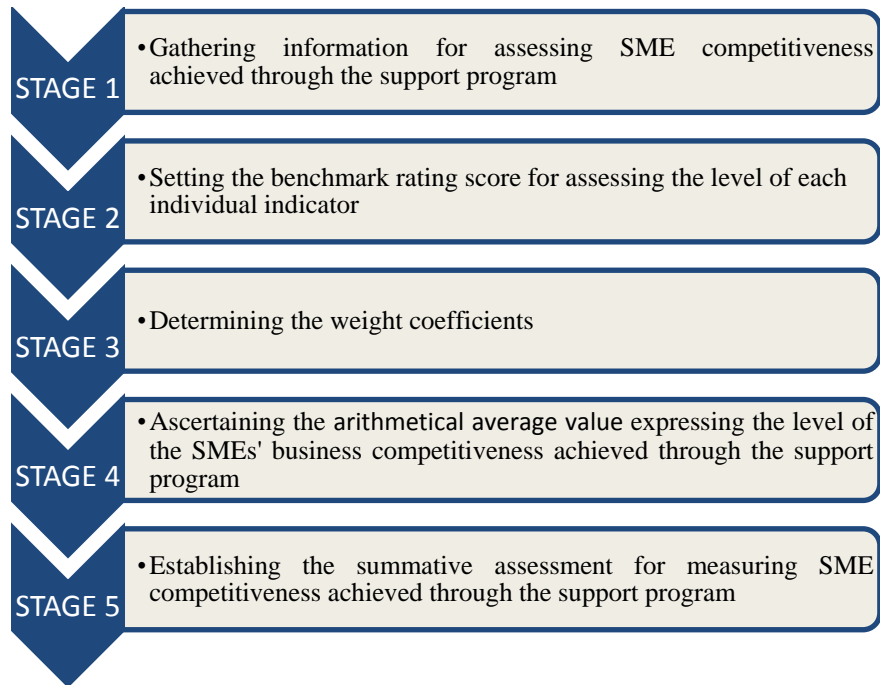 STAGE 1
•Gathering information for assessing SME competitiveness
achieved through the support program
STAGE 2
•Setting the benchmark rating score for assessing the level of each
individual indicator
STAGE 3
•Determining the weight coefficients
STAGE 4
•Ascertaining the arithmetical average value expressing the level of
the SMEs' business competitiveness achieved through the support
program
STAGE 5
•Establishing the summative assessment for measuring SME
competitiveness achieved through the support program